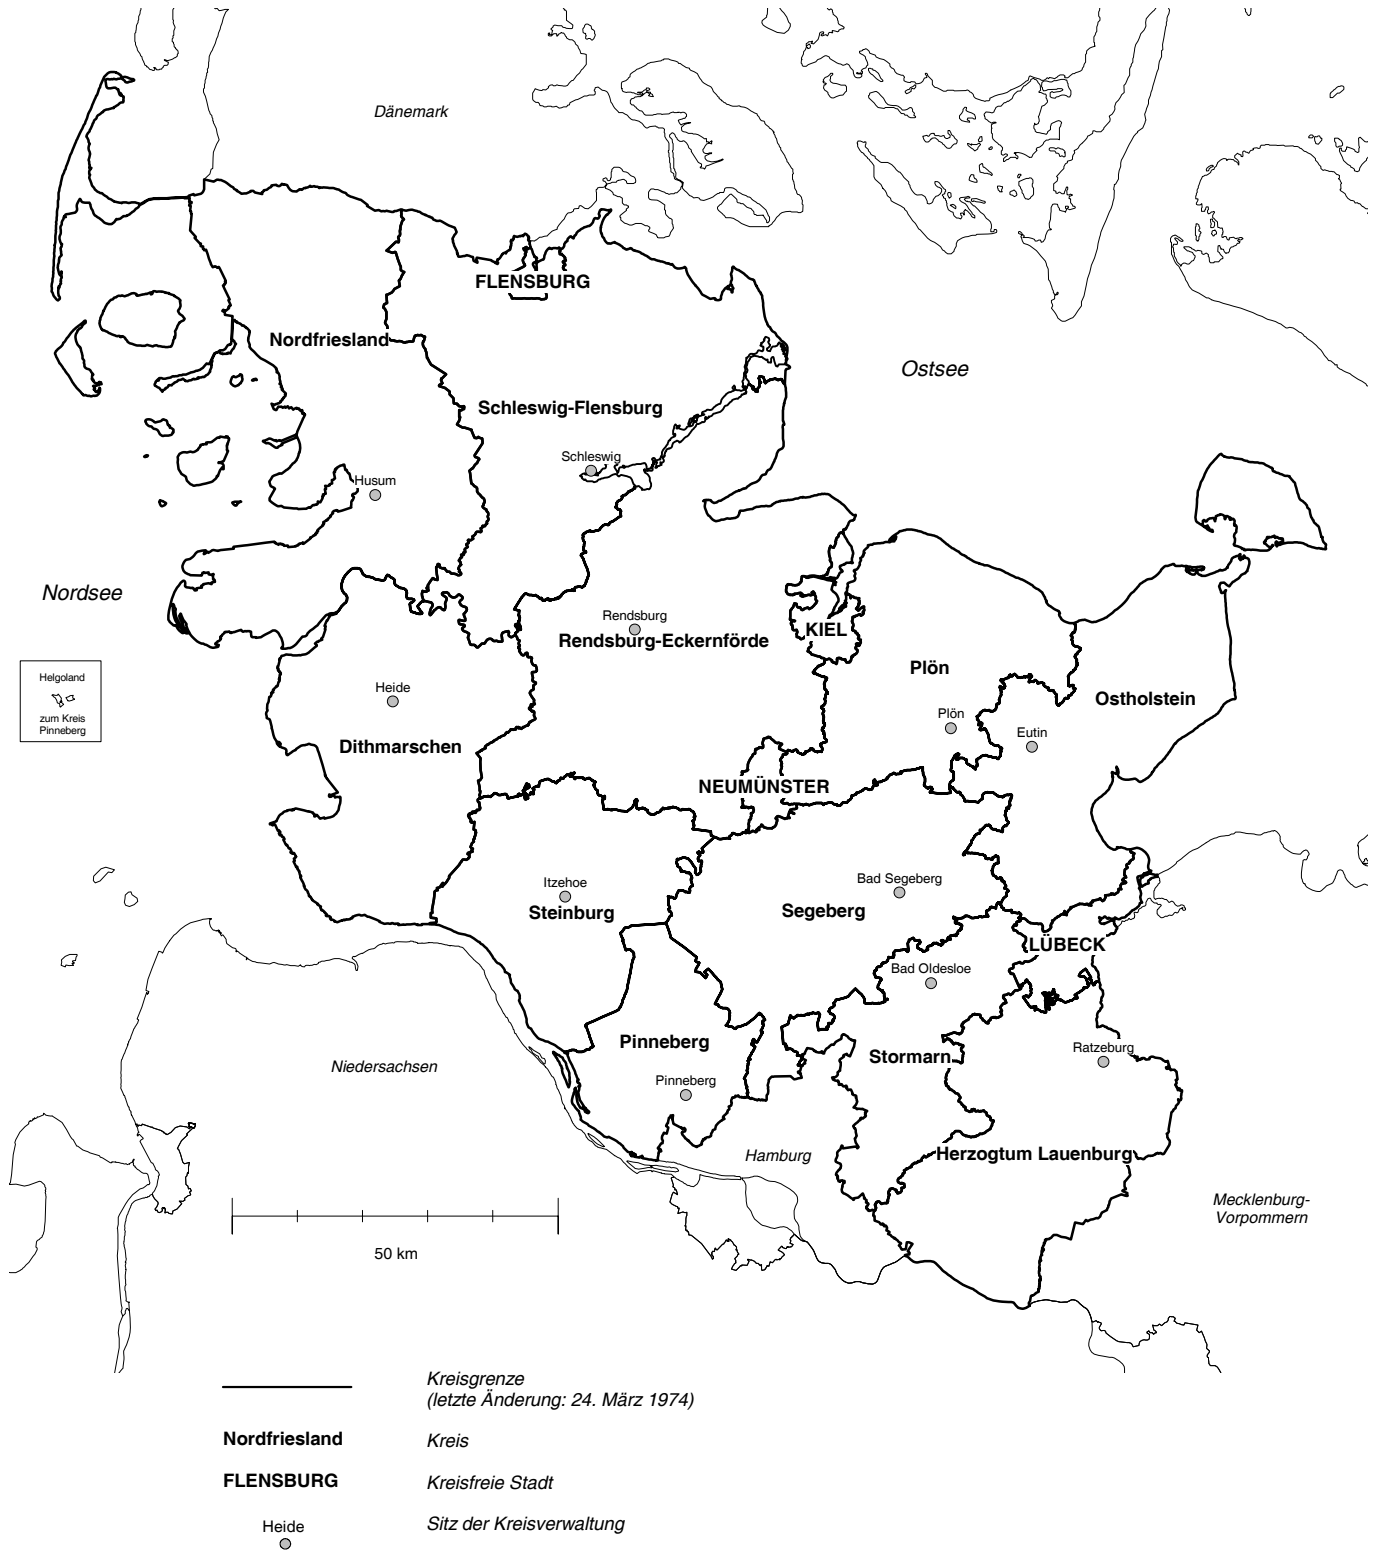 Dänemark
FLENSBURG
Nordfriesland
Ostsee
Schleswig-Flensburg
Schleswig
Husum
Nordsee
Rendsburg
Rendsburg-Eckernförde
KIEL
Plön
Helgoland
zum Kreis
Pinneberg
Heide
Ostholstein
Plön
Eutin
Dithmarschen
NEUMÜNSTER
Itzehoe
Steinburg
Bad Segeberg
Segeberg
LÜBECK
Bad Oldesloe
Pinneberg
Stormarn
Ratzeburg
Niedersachsen
Pinneberg
Hamburg
Herzogtum Lauenburg
Mecklenburg-
Vorpommern
50 km
Kreisgrenze
(letzte Änderung: 24. März 1974)
Nordfriesland Kreis
FLENSBURG Kreisfreie Stadt
Heide Sitz der Kreisverwaltung